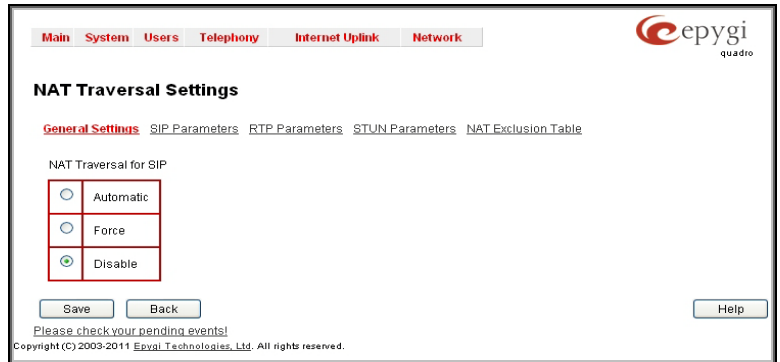 Main System Users Telephony Internet Uplink Network
epygi
quadro
NAT Traversal Settings
General Settings SIP Parameters RTP Parameters STUN Parameters NAT Exclusion Table
NAT Traversal for SIP
Automatic
Force
Disable
Save Back Help
Please check your pending events!
Copyright (C) 2003-2011 Epygi Technologies, Ltd. All rights reserved.